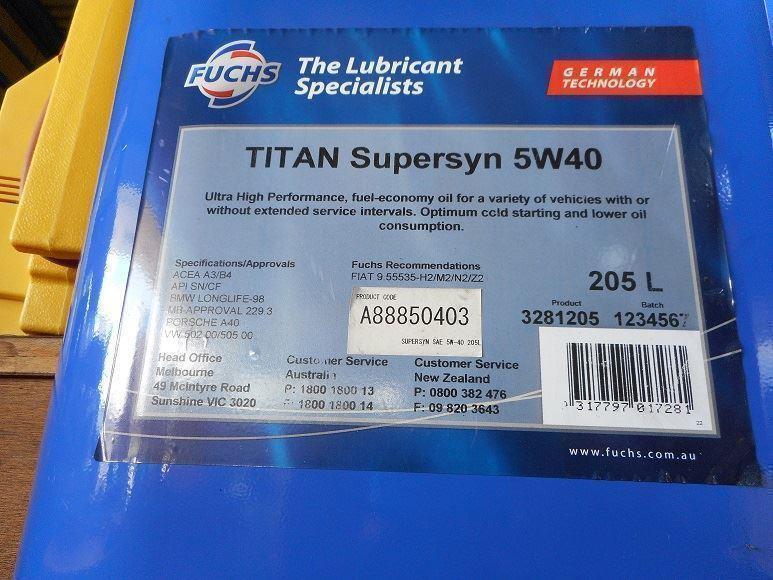 FUCHS
The Lubricant
Specialists
GERMAN
TECHNOLOGY
TITAN Supersyn 5W40
Ultra High Performance, fuel-economy oil for a variety of vehicles with or
without extended service intervals. Optimum cold starting and lower oil
consumption.
Specifications/Approvals
ACEA A3/B4
API SN/CF
BMW LONGLIFE-98
MB-APPROVAL 229 3
PORSCHE A40
VW 502 00/505 00
Fuchs Recommendations
FIAT 9.55535-H2/M2/N2/Z2
PRODUCT CODE
A88850403
SUPERSYN SAE 5W-40 205L
205 L
Product
3281205
Batch
1234567
Head Office
Melbourne
49 McIntyre Road
Sunshine VIC 3020
Customer Service
Australia
P: 1800 1800 13
F: 1800 1800 14
Customer Service
New Zealand
P: 0800 382 476
F: 09 820 3643
317797 017281
22
www.fuchs.com.au